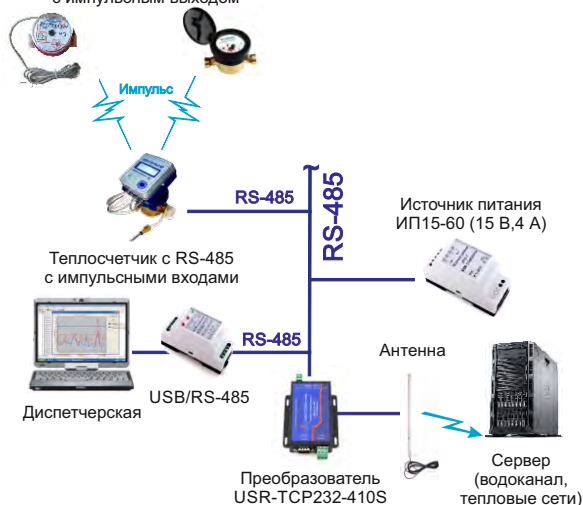 с импульсным выходом
Импульс
RS-485
RS-485
Источник питания
ИП15-60 (15 В,4 А)
Теплосчетчик с RS-485
с импульсными входами
RS-485
Антенна
USB/RS-485
Диспетчерская
Преобразователь
USR-TCP232-410S
Сервер
(водоканал,
тепловые сети)